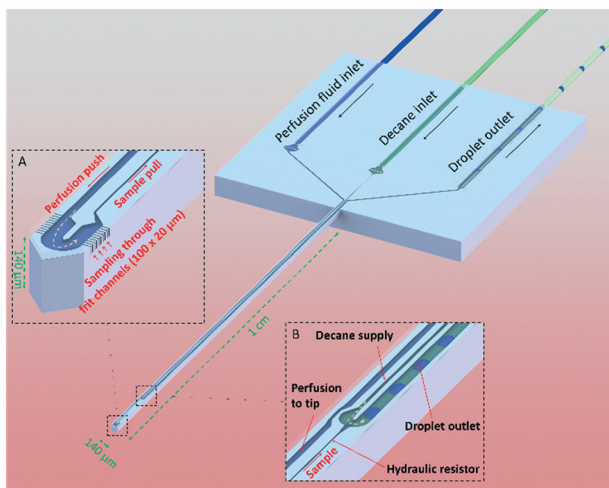 Perfusion fluid inlet
Decane inlet
Droplet outlet
A
Perfusion push
Sample pull
Sampling through
frit channels (100 x 20 μm)
140 μm
1 cm
140 μm
B
Decane supply
Perfusion
to tip
Droplet outlet
Sample
Hydraulic resistor